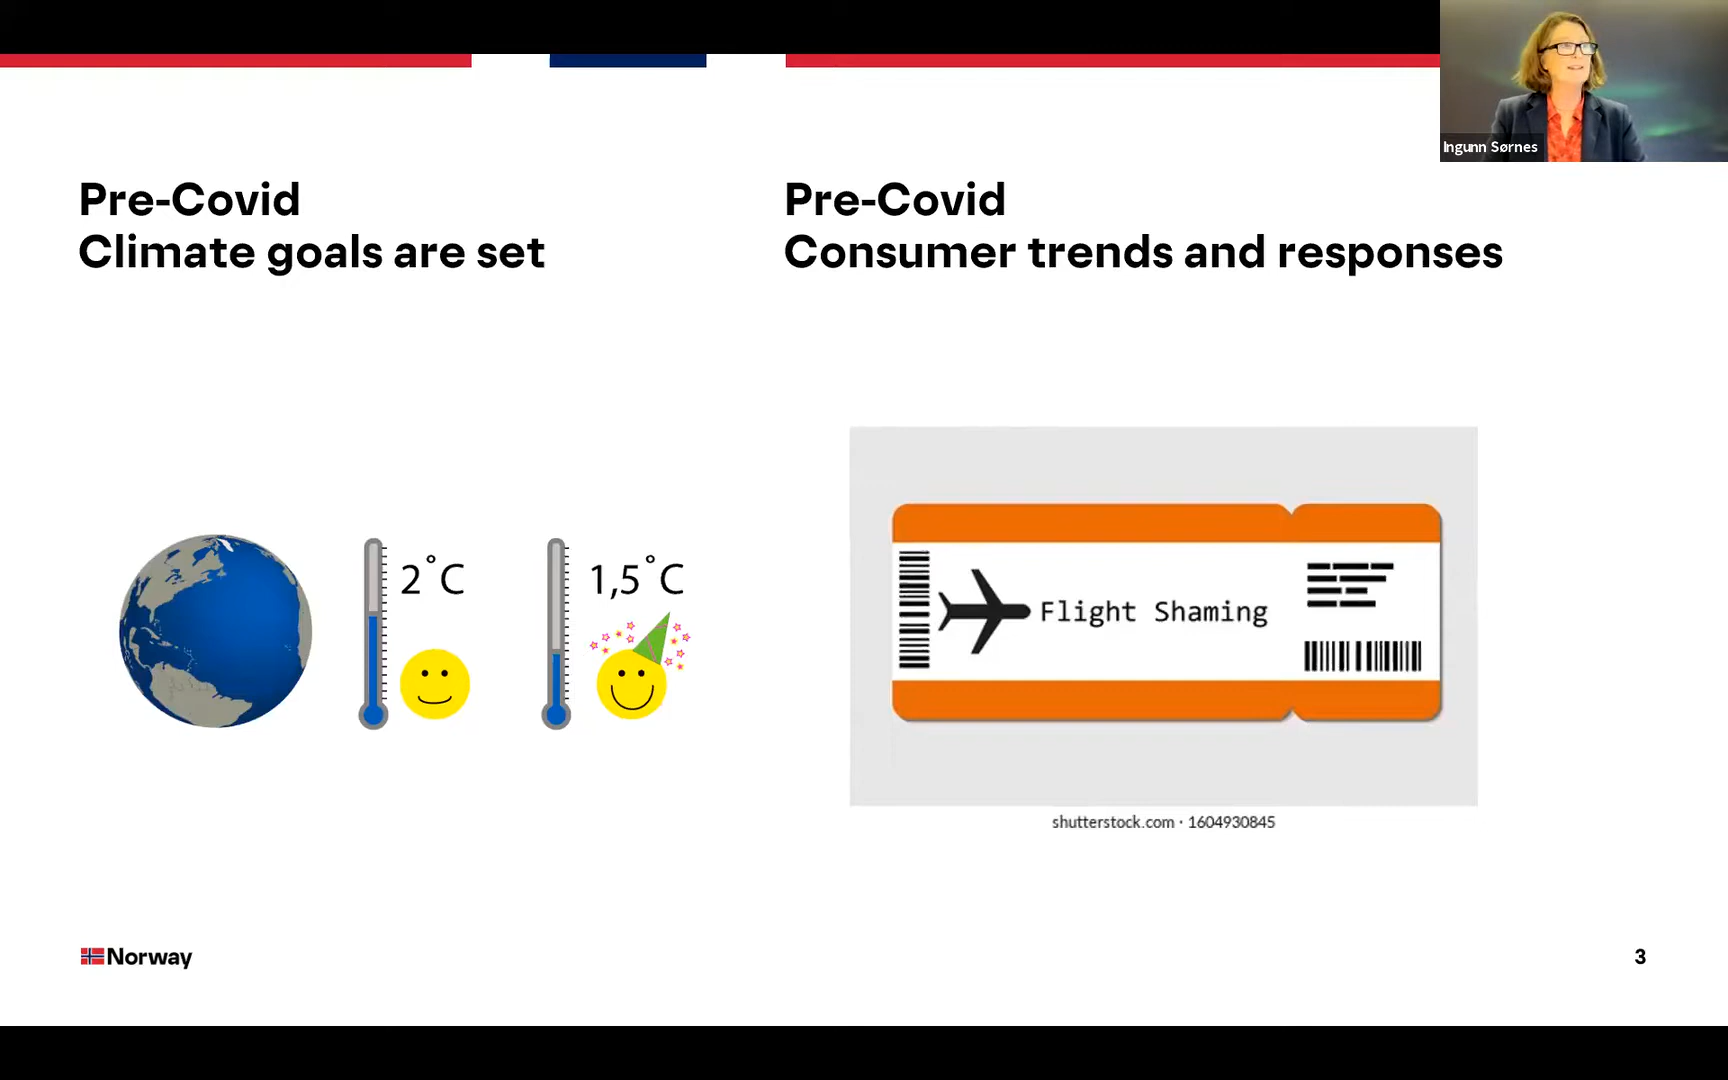 Ingunn Sørnes
Pre-Covid
Climate goals are set
Pre-Covid
Consumer trends and responses
2°C
1,5°C
Flight Shaming
shutterstock.com · 1604930845
Norway
3